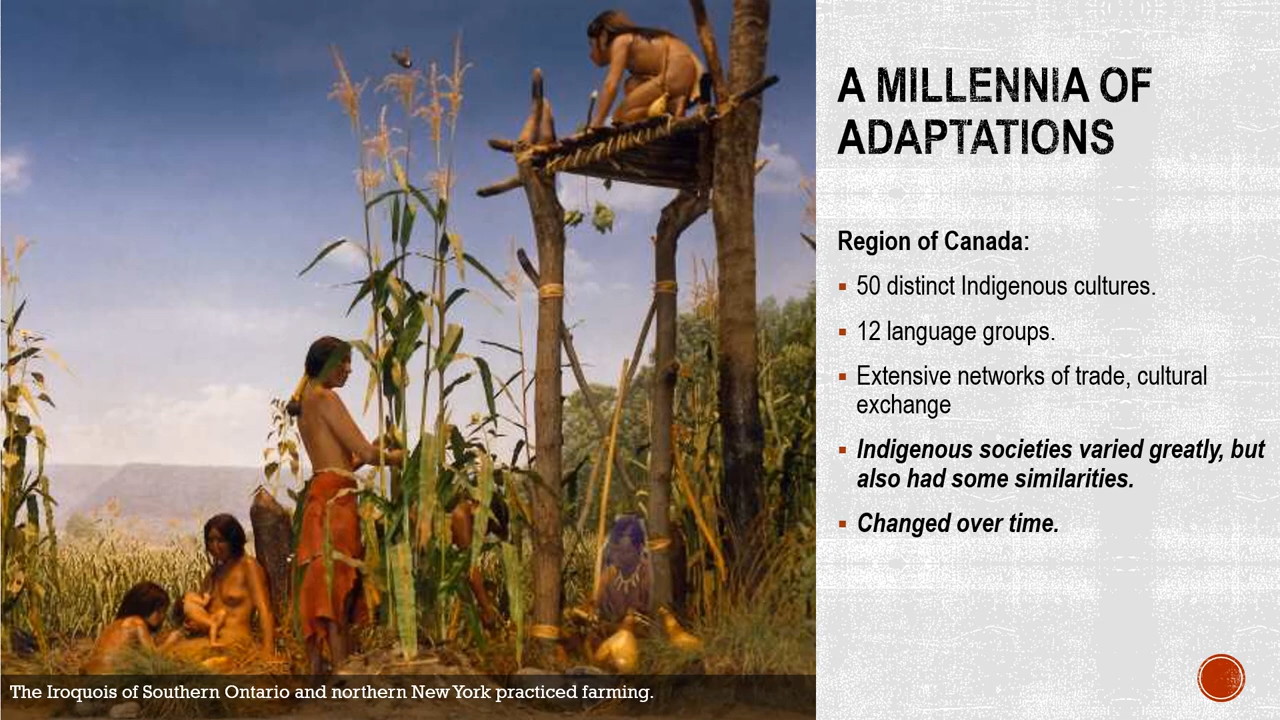 A MILLENNIA OF
ADAPTATIONS
Region of Canada:
50 distinct Indigenous cultures.
12 language groups.
Extensive networks of trade, cultural
exchange
Indigenous societies varied greatly, but
also had some similarities.
Changed over time.
The Iroquois of Southern Ontario and northern New York practiced farming.